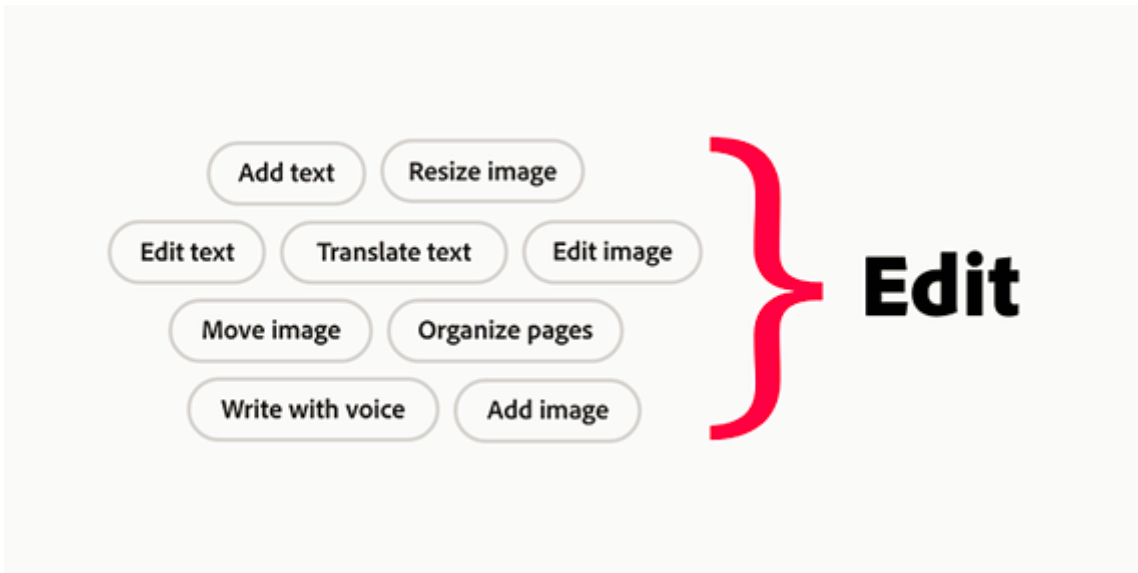 Add text Resize image
Edit text Translate text Edit image
Move image Organize pages
Write with voice Add image
Edit